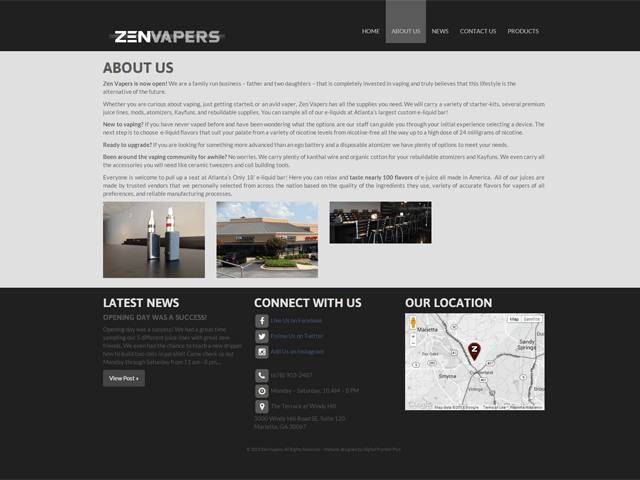 ZENVAPERS
HOME ABOUT US NEWS CONTACT US PRODUCTS
ABOUT US
Zen Vapers is now open! We are a family run business – father and two daughters – that is completely invested in vaping and truly believes that this lifestyle is the
alternative of the future.
Whether you are curious about vaping, just getting started, or an avid vaper, Zen Vapers has all the supplies you need. We will carry a variety of starter-kits, several premium
juice lines, mods, atomizers, Kayfuns, and rebuildable supplies. You can sample all of our e-liquids at Atlanta's largest custom e-liquid bar!
New to vaping? If you have never vaped before and have been wondering what the options are our staff can guide you through your initial experience selecting a device. The
next step is to choose e-liquid flavors that suit your palate from a variety of nicotine levels from nicotine-free all the way up to a high dose of 24 milligrams of nicotine.
Ready to upgrade? If you are looking for something more advanced than an ego battery and a disposable atomizer we have plenty of options to meet your needs.
Been around the vaping community for awhile? No worries. We carry plenty of kanthal wire and organic cotton for your rebuildable atomizers and Kayfuns. We even carry all
the accessories you will need like ceramic tweezers and coil building tools.
Everyone is welcome to pull up a seat at Atlanta's Only 18' e-liquid bar! Here you can relax and taste nearly 100 flavors of e-juice all made in America. All of our juices are
made by trusted vendors that we personally selected from across the nation based on the quality of the ingredients they use, variety of accurate flavors for vapers of all
preferences, and reliable manufacturing processes.
LATEST NEWS
OPENING DAY WAS A SUCCESS!
Opening day was a success! We had a great time
sampling our 5 different juice lines with great new
friends. We even had the chance to teach a new dripper
how to build two coils in parallel! Come check us out
Monday through Saturday from 11 am - 8 pm....
View Post »
CONNECT WITH US
Like Us on Facebook
Follow Us on Twitter
Add Us on Instagram
(678) 903-2487
Monday – Saturday, 10 AM – 8 PM
The Terrace at Windy Hill
3000 Windy Hill Road SE, Suite 120
Marietta, GA 30067
OUR LOCATION
Map Satellite
Marietta
Fair Oaks
Sandy
Springs
Smyrna
Cumberland
Vinings
Google
Map data ©2015 Google Terms of Use